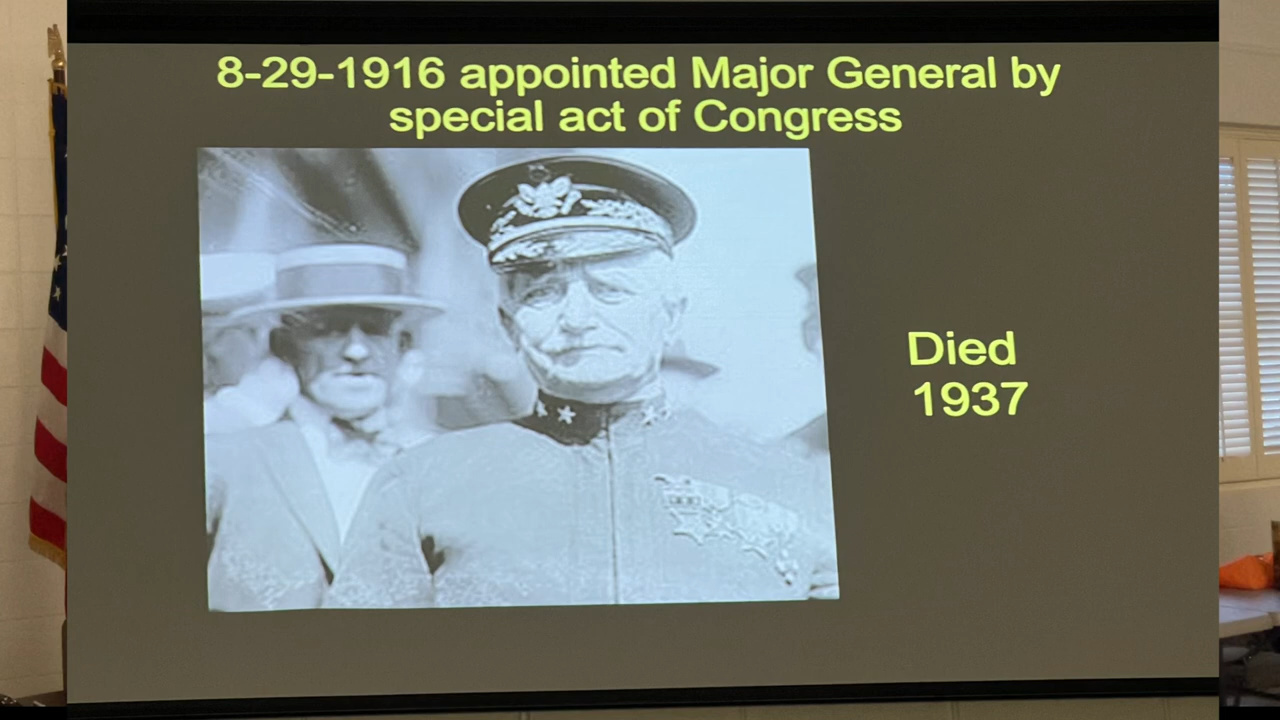 8-29-1916 appointed Major General by
special act of Congress
Died
1937